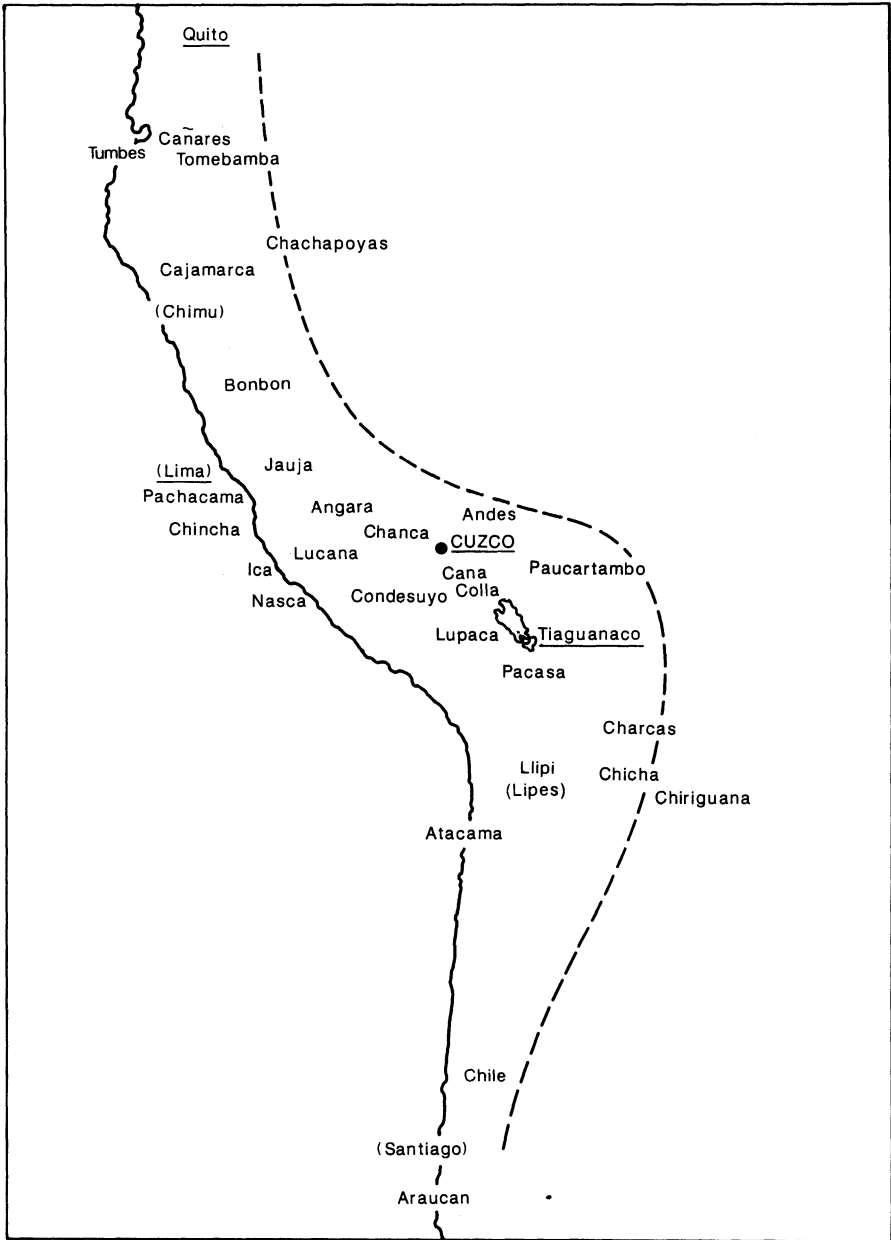 Quito
Cañares
Tumbes
Tomebamba
Chachapoyas
Cajamarca
(Chimu)
Bonbon
Jauja
(Lima)
Pachacama
Angara
Andes
Chincha
Chanca
CUZCO
Lucana
Ica
Cana
Paucartambo
Colla
Nasca
Condesuyo
Lupaca
Tiaguanaco
Pacasa
Charcas
Llipi
(Lipes)
Chicha
Chiriguana
Atacama
Chile
(Santiago)
Araucan